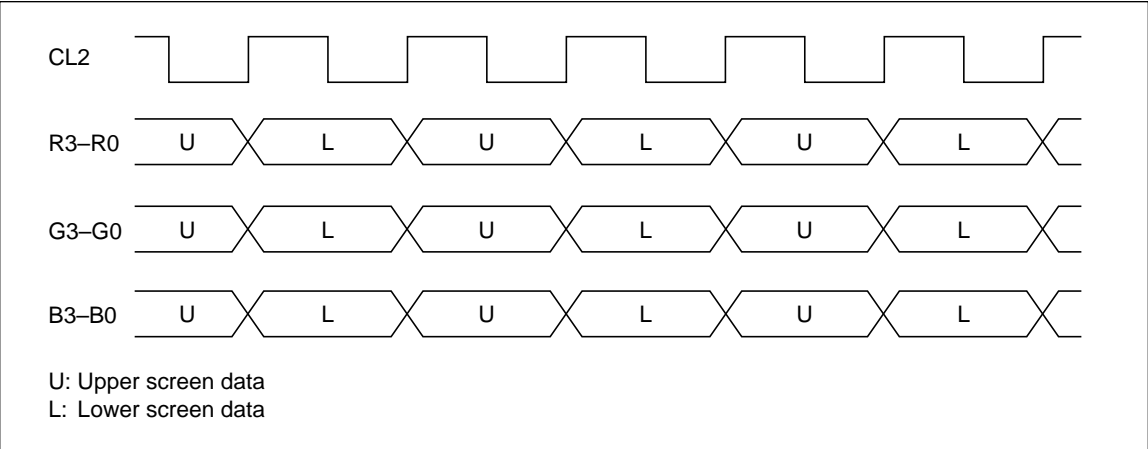 CL2
R3–R0 U L U L U L
G3–G0 U L U L U L
B3–B0 U L U L U L
U: Upper screen data
L: Lower screen data